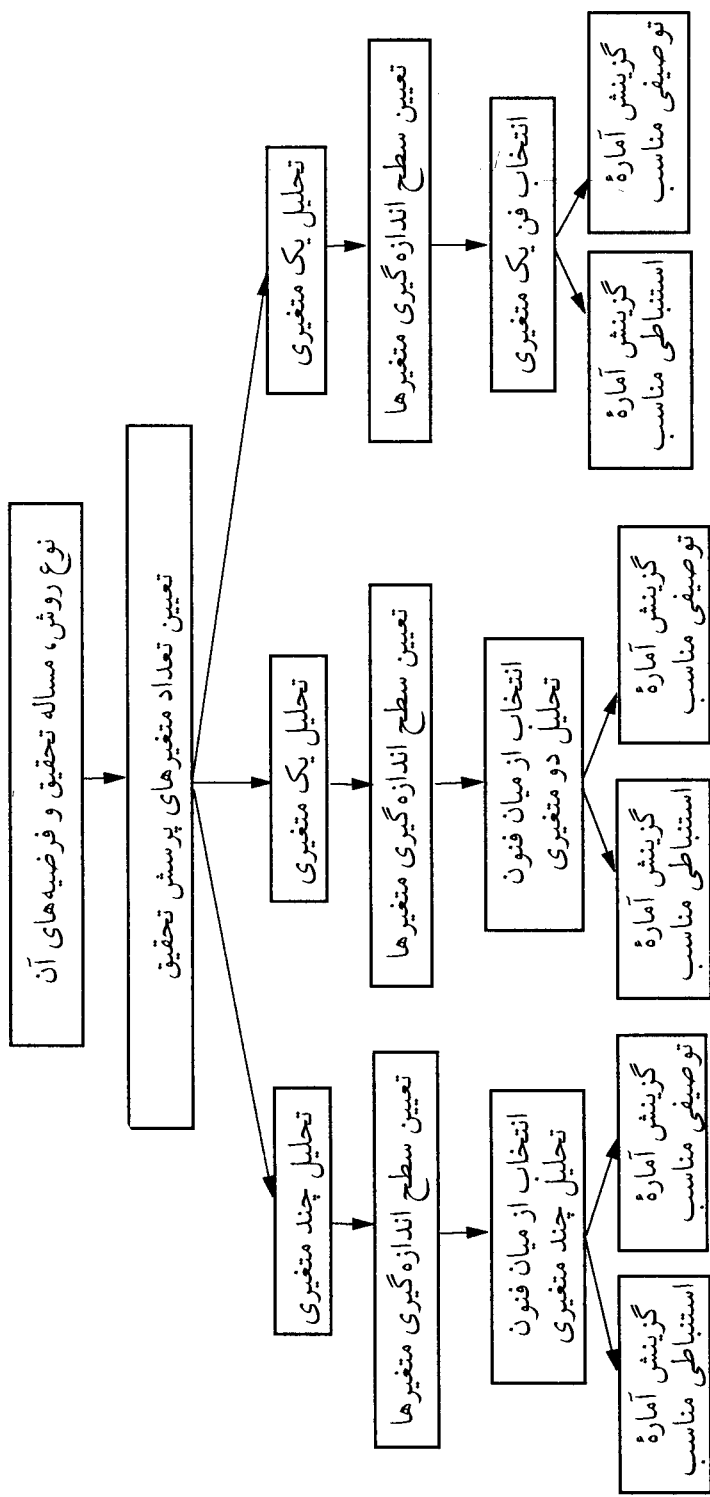 نوع روش، مساله تحقیق و فرضیه‌های آن
تعیین تعداد متغیرهای پرسش تحقیق
تحلیل یک متغیری
تعیین سطح اندازه گیری متغیرها
انتخاب فن یک متغیری
گزینش آمارهٔ
توصیفی مناسب
گزینش آمارهٔ
استنباطی مناسب
تحلیل یک متغیری
تعیین سطح اندازه گیری متغیرها
انتخاب از میان فنون
تحلیل دو متغیری
گزینش آمارهٔ
توصیفی مناسب
گزینش آمارهٔ
استنباطی مناسب
تحلیل چند متغیری
تعیین سطح اندازه گیری متغیرها
انتخاب از میان فنون
تحلیل چند متغیری
گزینش آمارهٔ
توصیفی مناسب
گزینش آمارهٔ
استنباطی مناسب